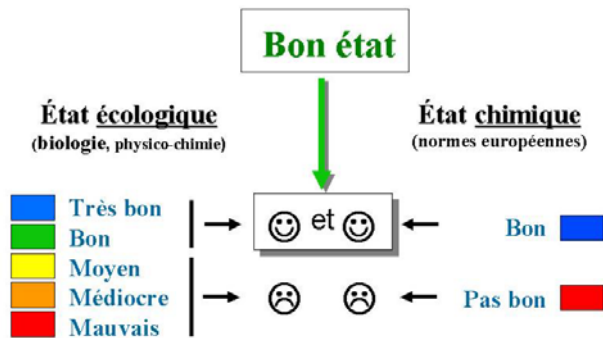 Bon état
État écologique
(biologie, physico-chimie)
État chimique
(normes européennes)
Très bon
Bon
Moyen
Médiocre
Mauvais
et
Bon
Pas bon